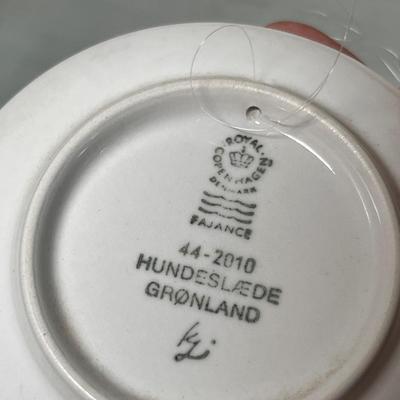 ROYAL
COPENHAGEN
DENMARK
FAJANCE
44-2010
HUNDESLÆDE
GRØNLAND